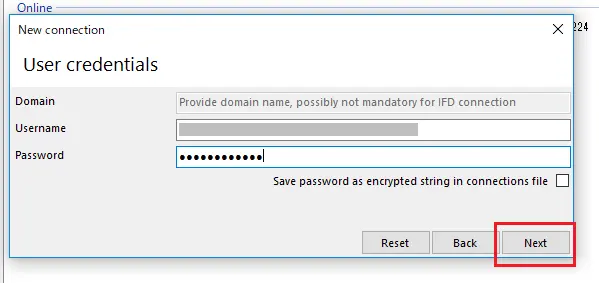 Online
224
New connection
User credentials
Domain
Provide domain name, possibly not mandatory for IFD connection
Username
Password
●●●●●●●●●●●●
Save password as encrypted string in connections file
Reset Back Next